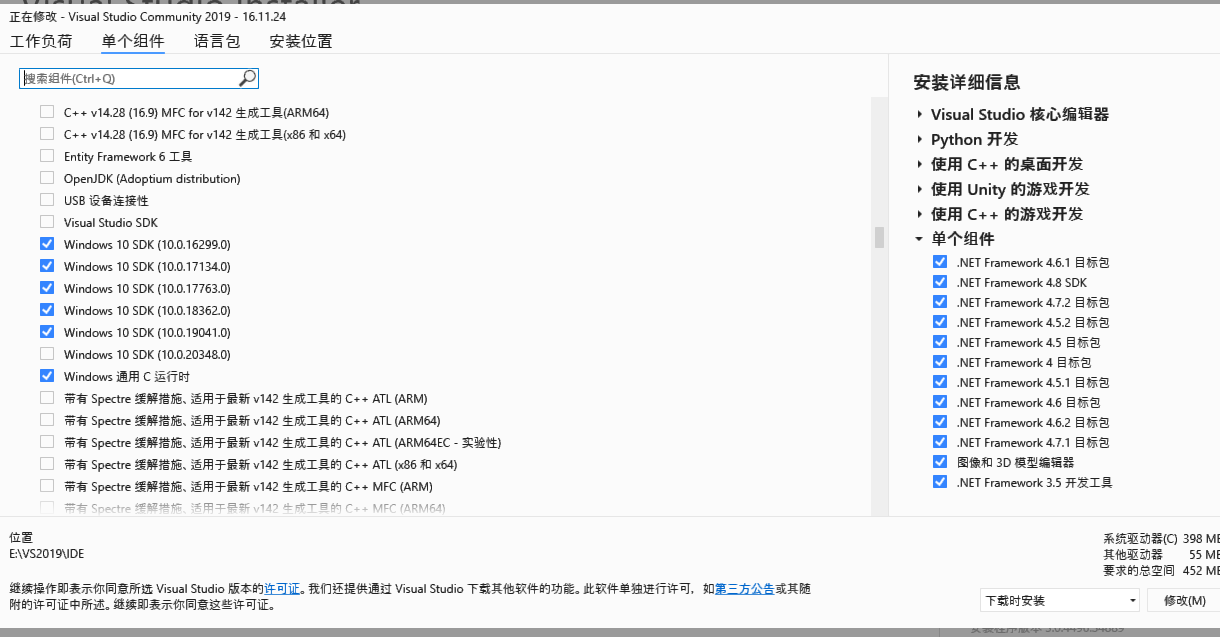 正在修改 - Visual Studio Community 2019 - 16.11.24
工作负荷 单个组件 语言包 安装位置
搜索组件(Ctrl+Q)
C++ v14.28 (16.9) MFC for v142 生成工具(ARM64)
C++ v14.28 (16.9) MFC for v142 生成工具(x86 和 x64)
Entity Framework 6 工具
OpenJDK (Adoptium distribution)
USB 设备连接性
Visual Studio SDK
Windows 10 SDK (10.0.16299.0)
Windows 10 SDK (10.0.17134.0)
Windows 10 SDK (10.0.17763.0)
Windows 10 SDK (10.0.18362.0)
Windows 10 SDK (10.0.19041.0)
Windows 10 SDK (10.0.20348.0)
Windows 通用 C 运行时
带有 Spectre 缓解措施、适用于最新 v142 生成工具的 C++ ATL (ARM)
带有 Spectre 缓解措施、适用于最新 v142 生成工具的 C++ ATL (ARM64)
带有 Spectre 缓解措施、适用于最新 v142 生成工具的 C++ ATL (ARM64EC - 实验性)
带有 Spectre 缓解措施、适用于最新 v142 生成工具的 C++ ATL (x86 和 x64)
带有 Spectre 缓解措施、适用于最新 v142 生成工具的 C++ MFC (ARM)
带有 Spectre 缓解措施、适用于最新 v142 生成工具的 C++ MFC (ARM64)
安装详细信息
Visual Studio 核心编辑器
Python 开发
使用 C++ 的桌面开发
使用 Unity 的游戏开发
使用 C++ 的游戏开发
单个组件
.NET Framework 4.6.1 目标包
.NET Framework 4.8 SDK
.NET Framework 4.7.2 目标包
.NET Framework 4.5.2 目标包
.NET Framework 4.5 目标包
.NET Framework 4 目标包
.NET Framework 4.5.1 目标包
.NET Framework 4.6 目标包
.NET Framework 4.6.2 目标包
.NET Framework 4.7.1 目标包
图像和 3D 模型编辑器
.NET Framework 3.5 开发工具
位置
E:\VS2019\IDE
继续操作即表示你同意所选 Visual Studio 版本的许可证。我们还提供通过 Visual Studio 下载其他软件的功能。此软件单独进行许可，如第三方公告或其随
附的许可证中所述。继续即表示你同意这些许可证。
系统驱动器(C) 398 MB
其他驱动器 55 MB
要求的总空间 452 MB
下载时安装
修改(M)